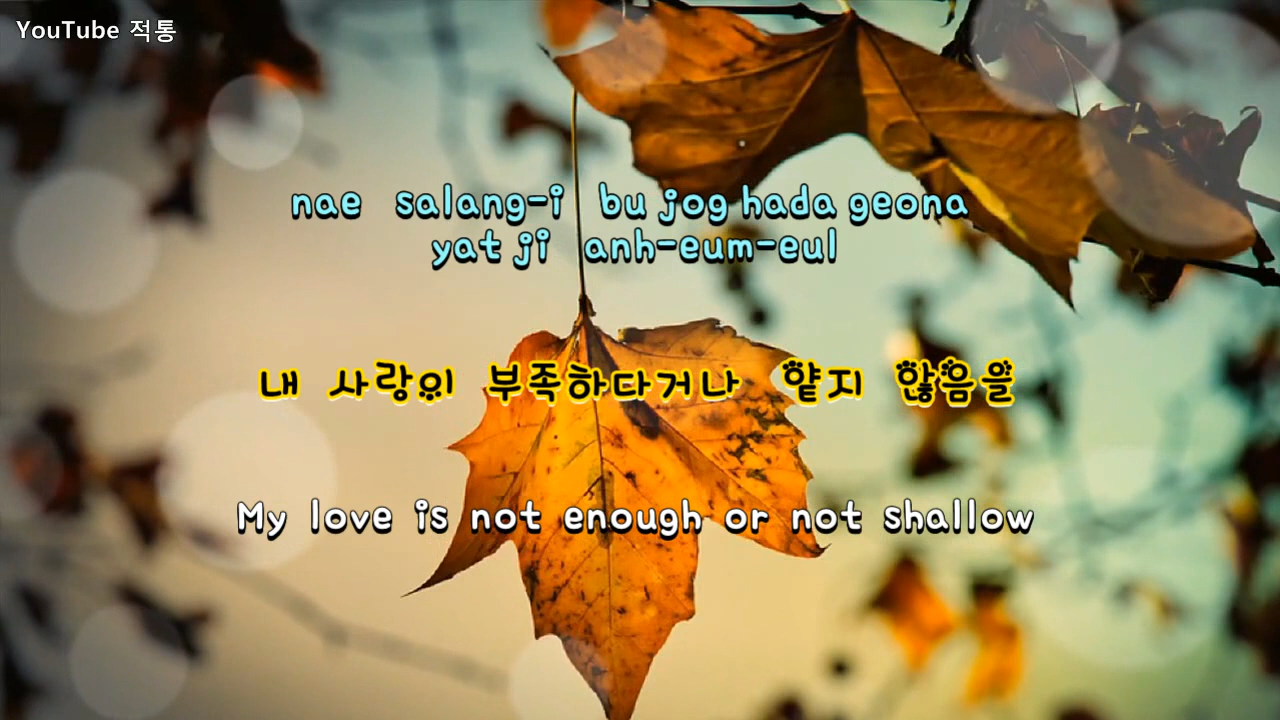 YouTube 적통
nae salang-i bu jog hada geona
yat ji anh-eum-eul
내 사랑이 부족하다거나 얕지 않음을
My love is not enough or not shallow